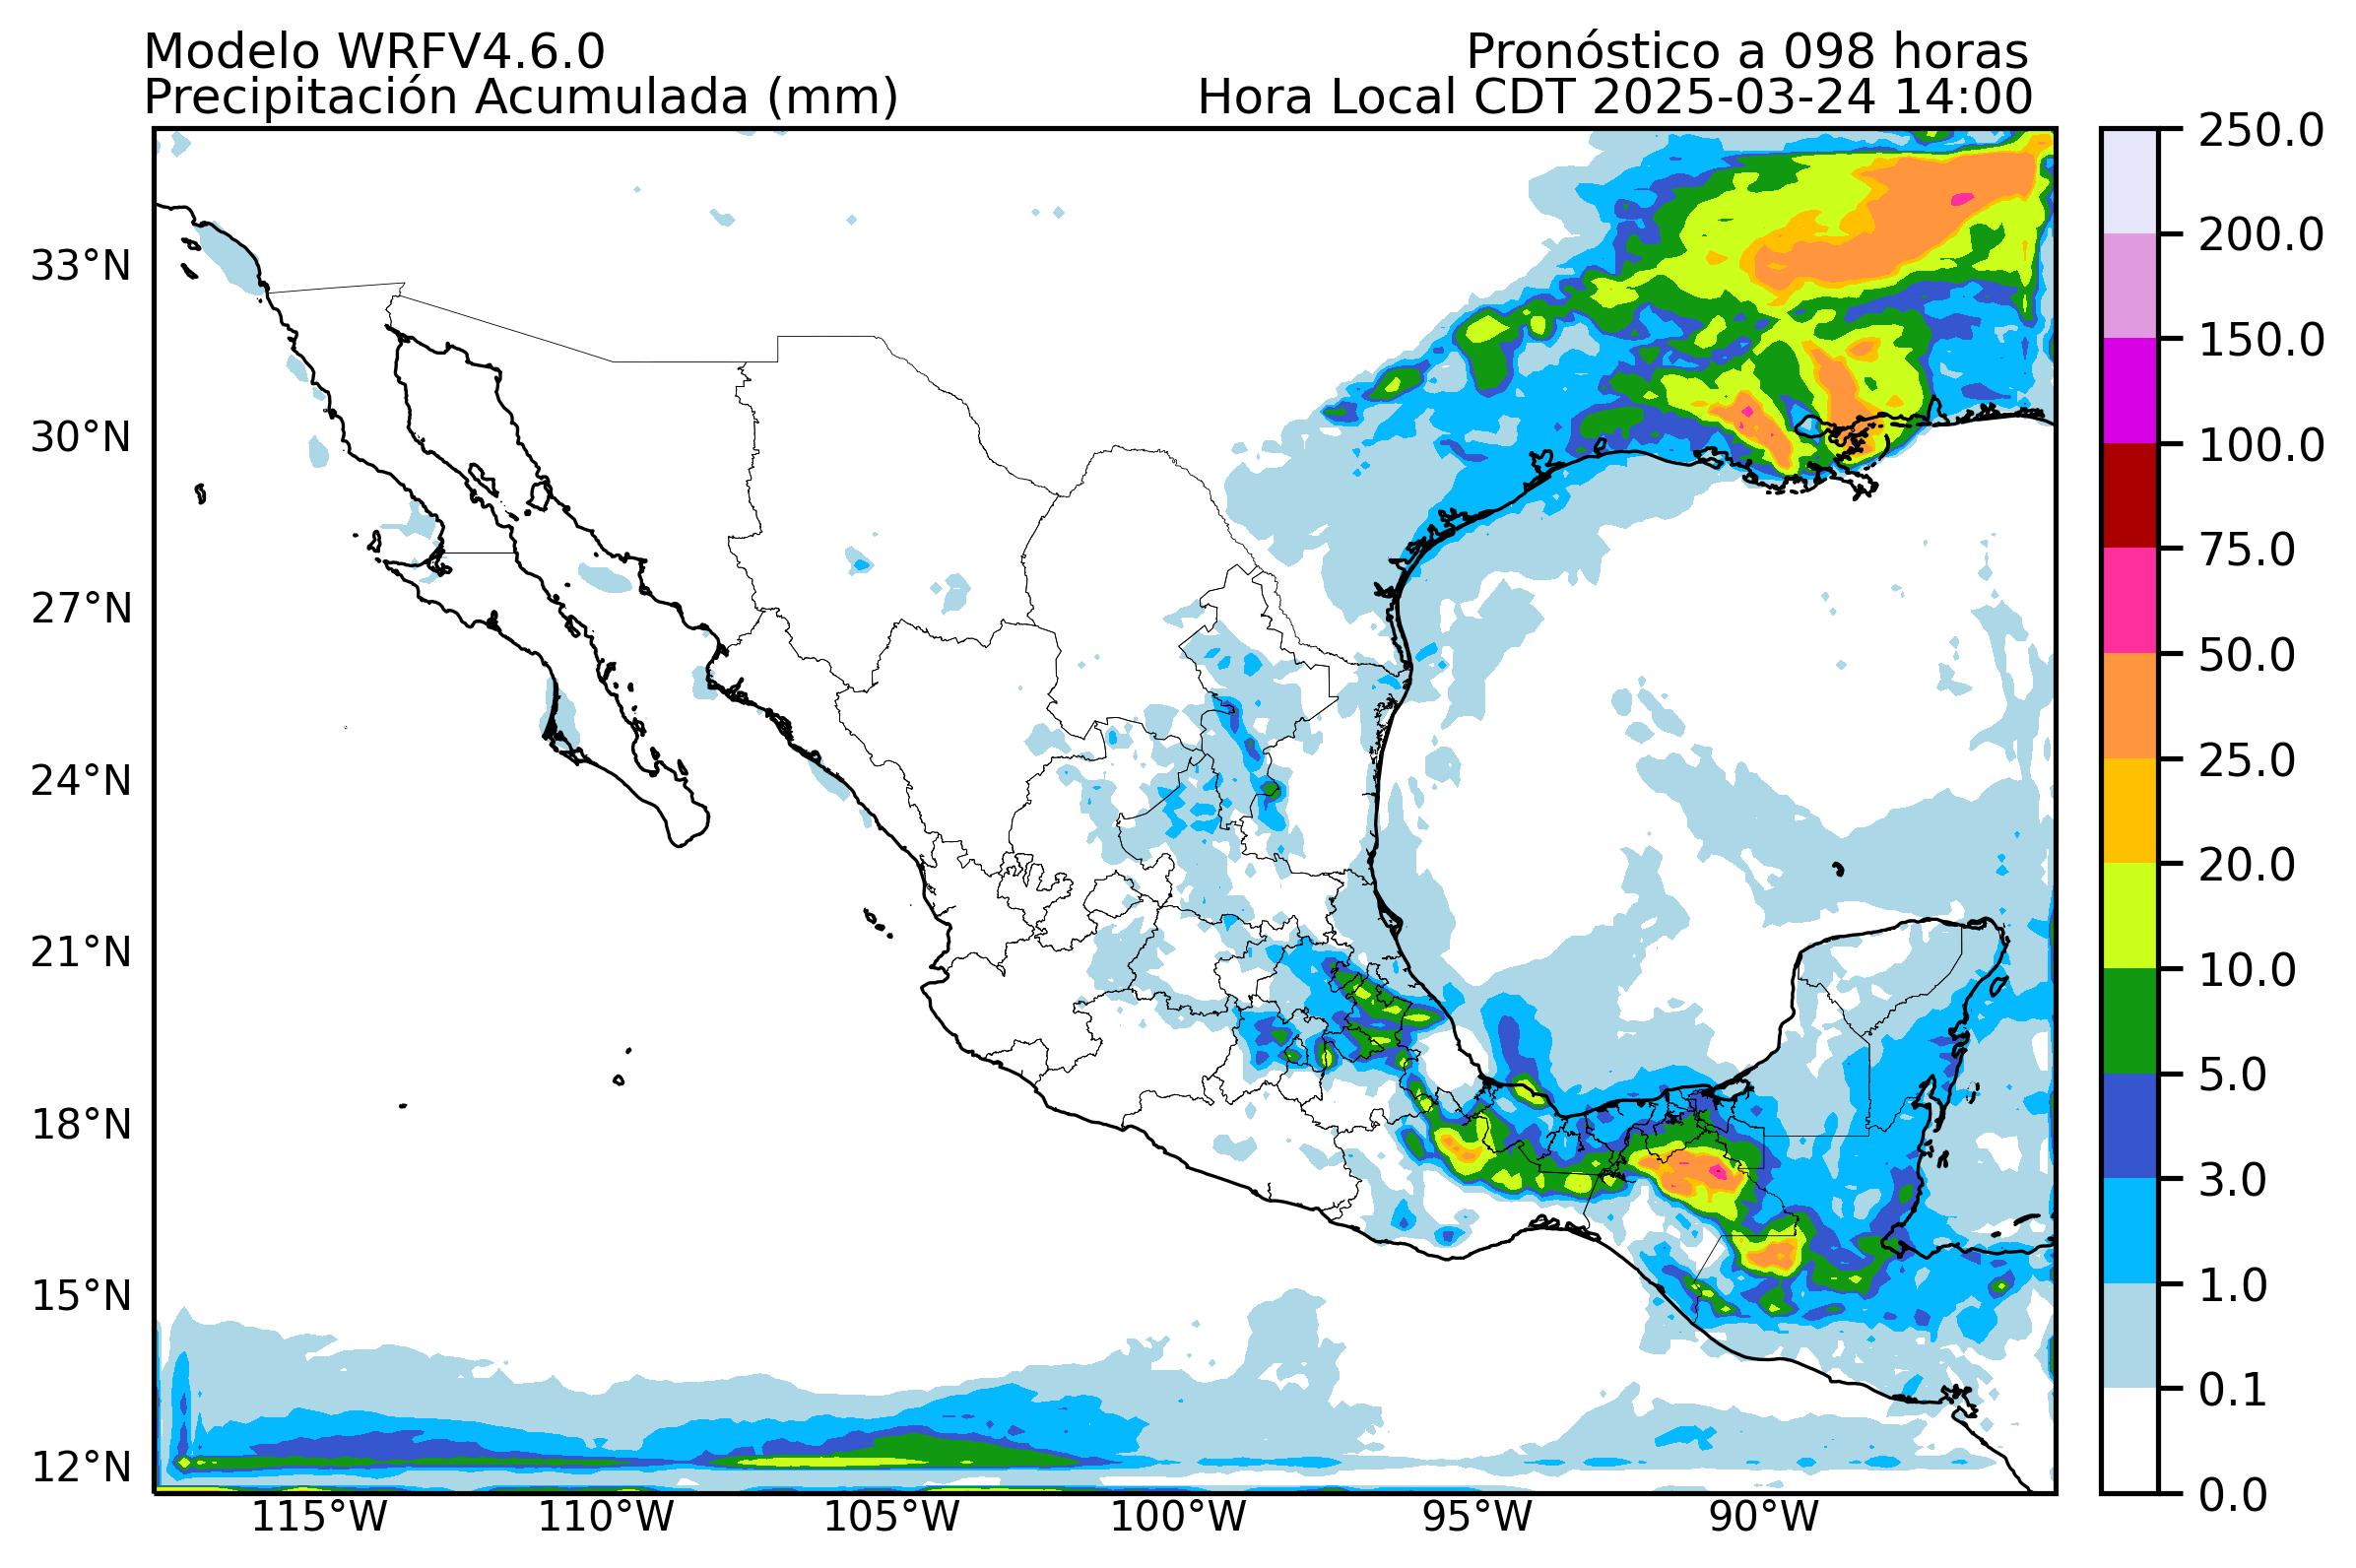 Modelo WRFV4.6.0
Pronóstico a 098 horas
Precipitación Acumulada (mm)
Hora Local CDT 2025-03-24 14:00
33°N
30°N
27°N
24°N
21°N
18°N
15°N
12°N
115°W
110°W
105°W
100°W
95°W
90°W
250.0
200.0
150.0
100.0
75.0
50.0
25.0
20.0
10.0
5.0
3.0
1.0
0.1
0.0